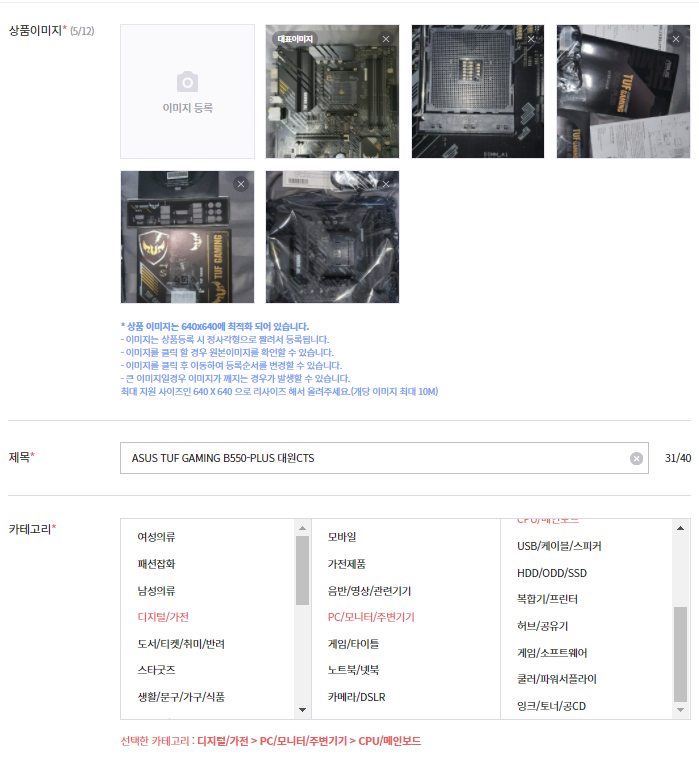 상품이미지* (5/12)
이미지 등록
대표이미지
DIMM_A1
TUF GAMING
TUF GAMING
* 상품 이미지는 640x640에 최적화 되어 있습니다.
- 이미지는 상품등록 시 정사각형으로 짤려서 등록됩니다.
- 이미지를 클릭 할 경우 원본이미지를 확인할 수 있습니다.
- 이미지를 클릭 후 이동하여 등록순서를 변경할 수 있습니다.
- 큰 이미지일경우 이미지가 깨지는 경우가 발생할 수 있습니다.
최대 지원 사이즈인 640 X 640 으로 리사이즈 해서 올려주세요.(개당 이미지 최대 10M)
제목*
ASUS TUF GAMING B550-PLUS 대원CTS
31/40
카테고리*
여성의류
패션잡화
남성의류
디지털/가전
도서/티켓/취미/반려
스타굿즈
생활/문구/가구/식품
모바일
가전제품
음반/영상/관련기기
PC/모니터/주변기기
게임/타이틀
노트북/넷북
카메라/DSLR
CPU/메인보드
USB/케이블/스피커
HDD/ODD/SSD
복합기/프린터
허브/공유기
게임/소프트웨어
쿨러/파워서플라이
잉크/토너/공CD
선택한 카테고리 : 디지털/가전 > PC/모니터/주변기기 > CPU/메인보드